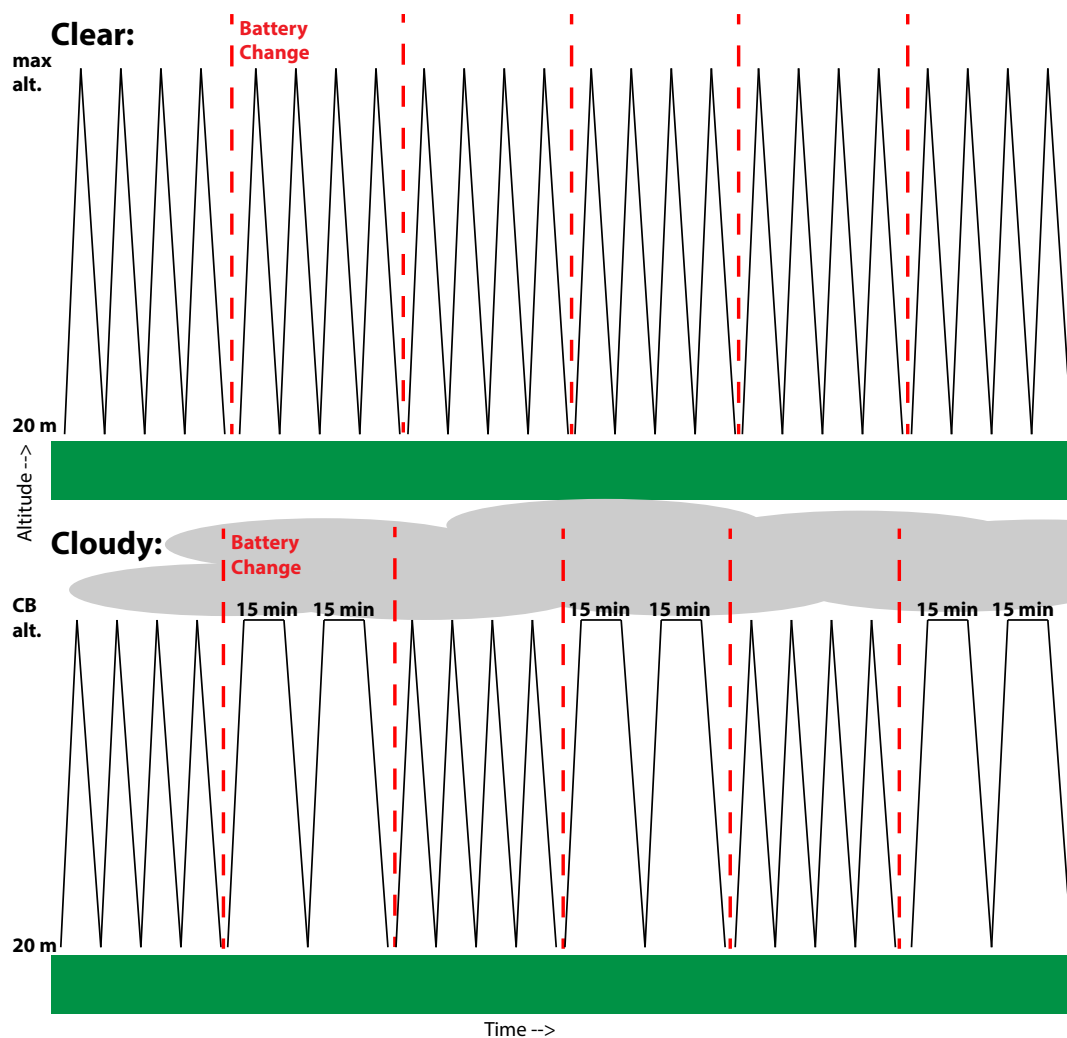 Clear:
Battery
Change
max
alt.
20 m
Altitude -->
Cloudy:
Battery
Change
CB
alt.
15 min 15 min 15 min 15 min 15 min 15 min
20 m
Time -->